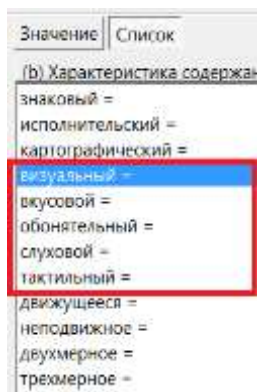 Значение Список
(b) Характеристика содержан
знаковый =
исполнительский =
картографический =
визуальный =
вкусовой =
обонятельный =
слуховой =
тактильный =
движущееся =
неподвижное =
двухмерное =
трехмерное =